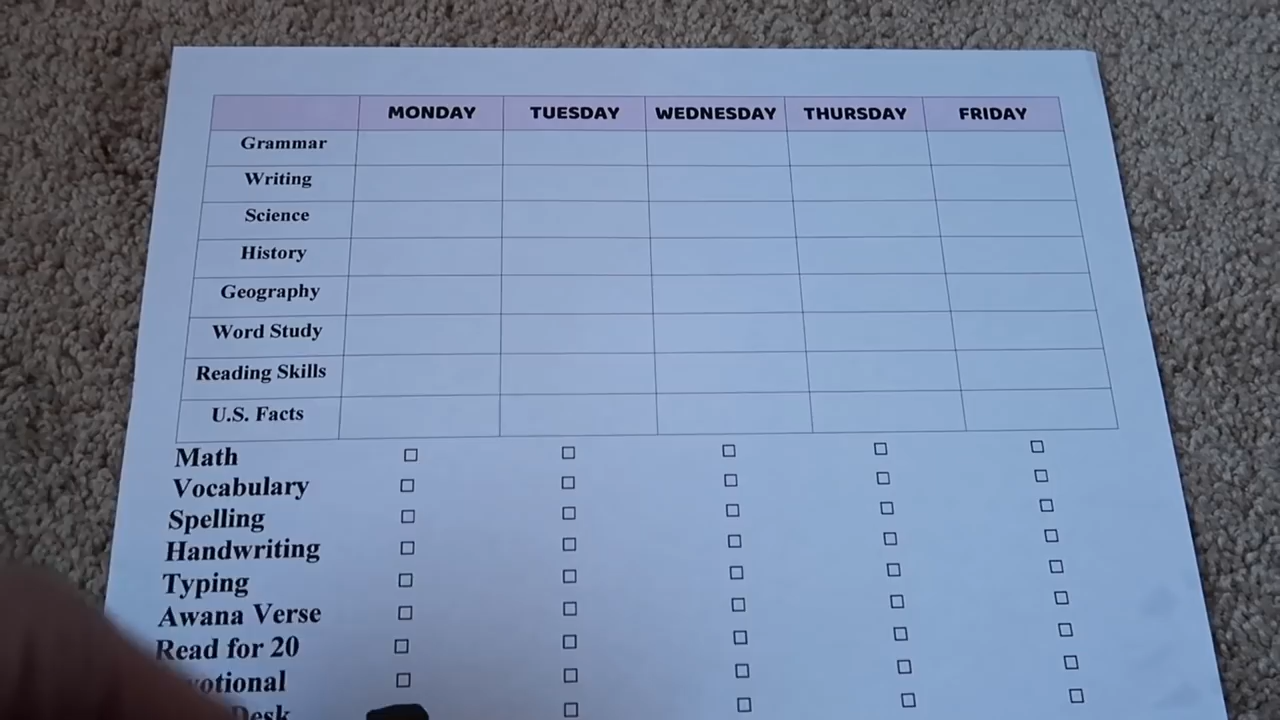 MONDAY TUESDAY WEDNESDAY THURSDAY FRIDAY
Grammar
Writing
Science
History
Geography
Word Study
Reading Skills
U.S. Facts
Math
Vocabulary
Spelling
Handwriting
Typing
Awana Verse
Read for 20
Desk